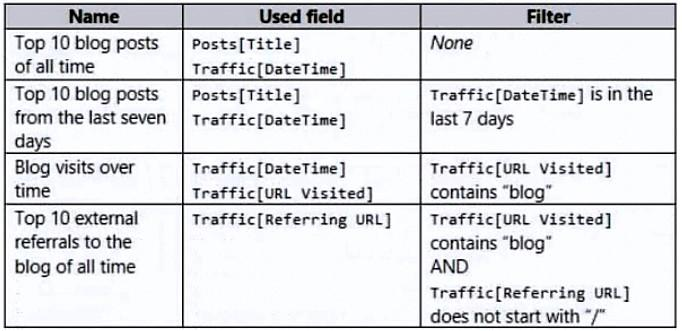 Name Used field Filter
Top 10 blog posts
of all time
Posts[Title]
Traffic[DateTime]
None
Top 10 blog posts
from the last seven
days
Posts[Title]
Traffic[DateTime]
Traffic[DateTime] is in the
last 7 days
Blog visits over
time
Traffic[DateTime]
Traffic[URL Visited]
Traffic[URL Visited]
contains "blog"
Top 10 external
referrals to the
blog of all time
Traffic[Referring URL]
Traffic[URL Visited]
contains "blog"
AND
Traffic[Referring URL]
does not start with "/"